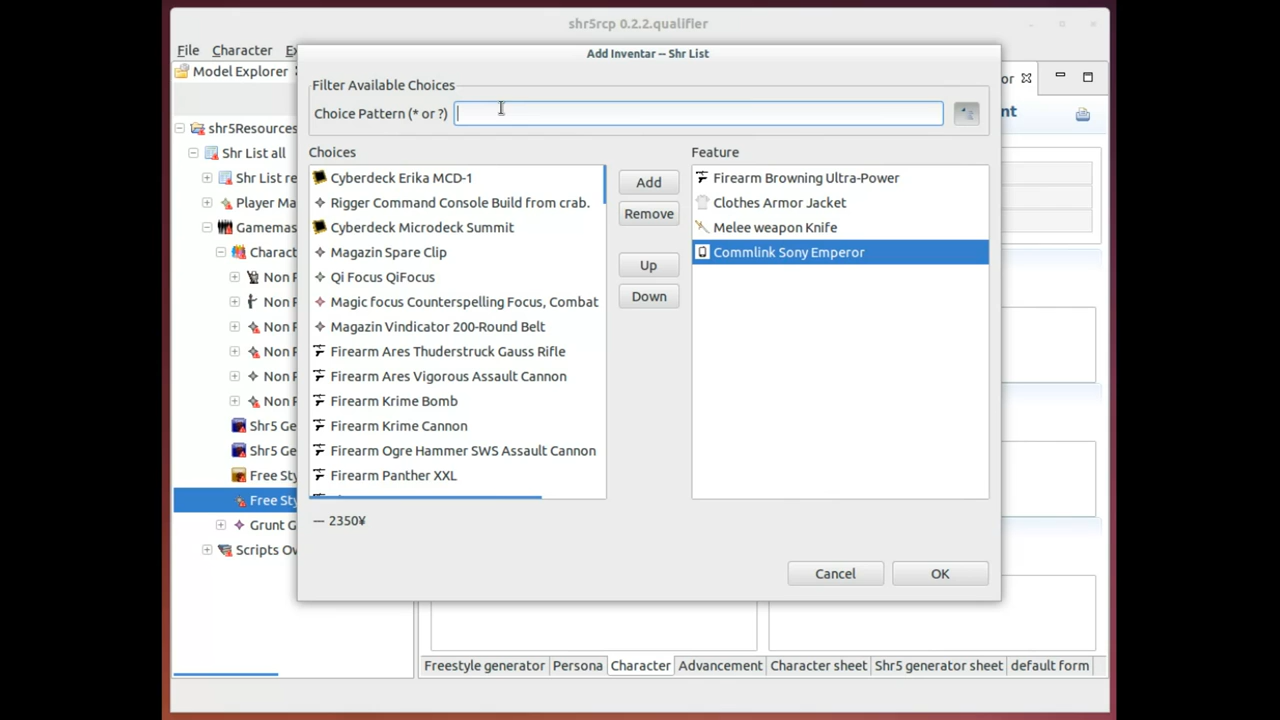 shr5rcp 0.2.2.qualifier
File Character
Model Explorer
shr5Resources
Shr List all
Shr List
Player Ma
Gamemas
Charact
Non
Non
Non
Non
Non
Non
Shr5 Ge
Shr5 Ge
Free Sty
Free Sty
Grunt G
Scripts
Add Inventar -- Shr List
Filter Available Choices
Choice Pattern (* or ?)
Choices
Cyberdeck Erika MCD-1
Rigger Command Console Build from crab.
Cyberdeck Microdeck Summit
Magazin Spare Clip
Qi Focus QiFocus
Magic focus Counterspelling Focus, Combat
Magazin Vindicator 200-Round Belt
Firearm Ares Thuderstruck Gauss Rifle
Firearm Ares Vigorous Assault Cannon
Firearm Krime Bomb
Firearm Krime Cannon
Firearm Ogre Hammer SWS Assault Cannon
Firearm Panther XXL
Add
Remove
Up
Down
Feature
Firearm Browning Ultra-Power
Clothes Armor Jacket
Melee weapon Knife
Commlink Sony Emperor
--- 2350¥
Cancel OK
or
nt
Freestyle generator Persona Character Advancement Character sheet Shr5 generator sheet default form